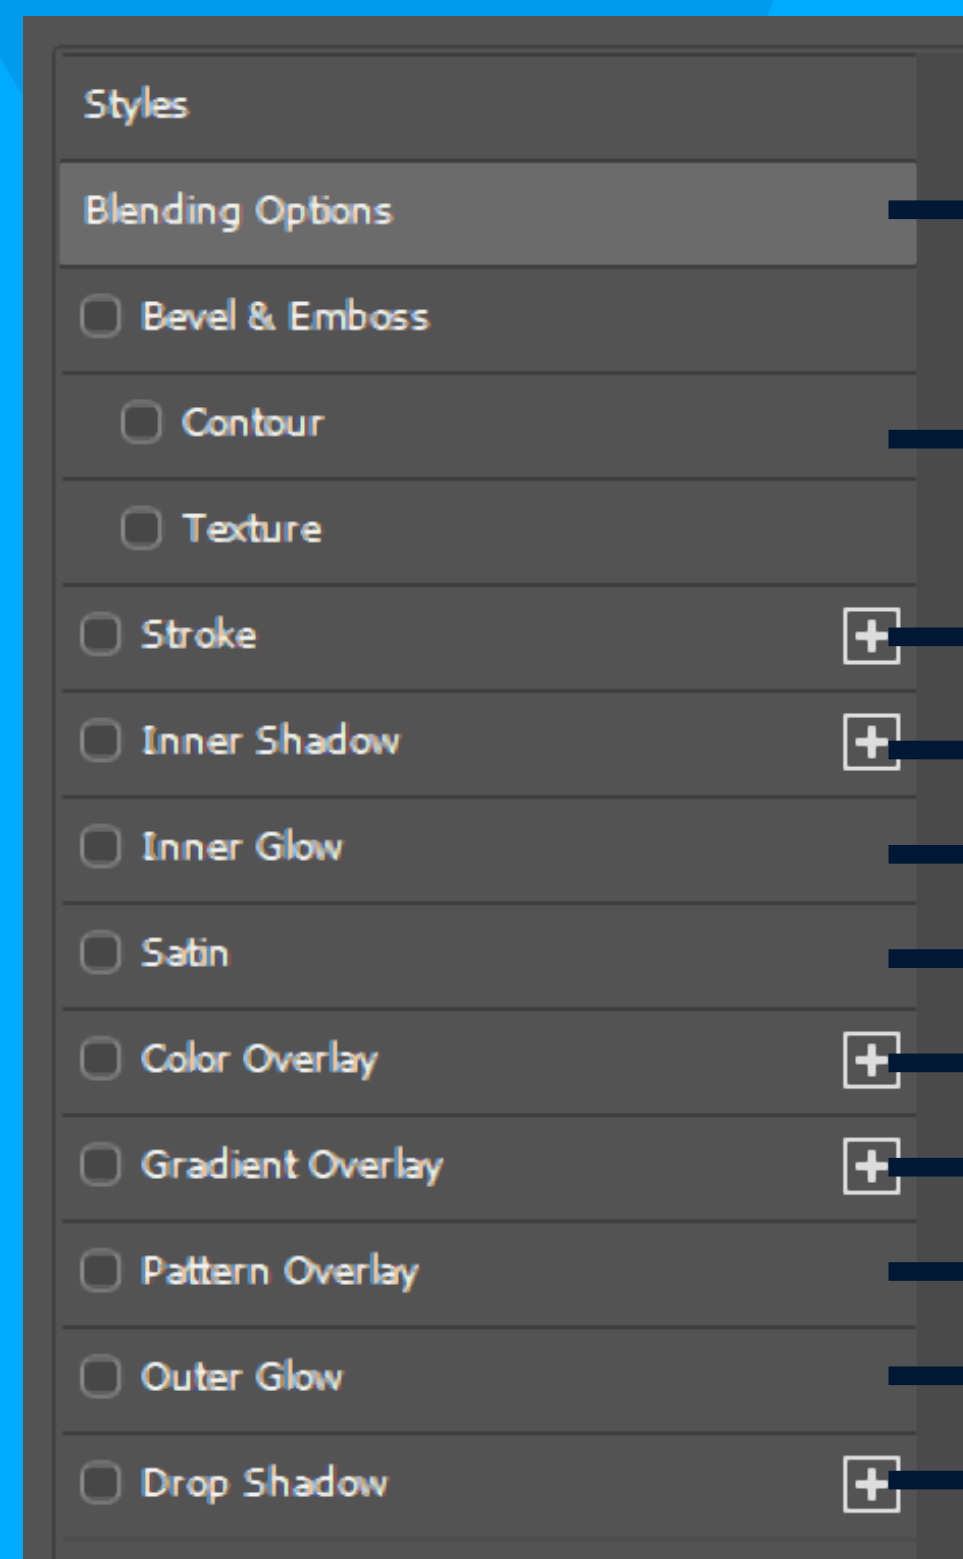 Styles
Blending Options
Bevel & Emboss
Contour
Texture
Stroke
Inner Shadow
Inner Glow
Satin
Color Overlay
Gradient Overlay
Pattern Overlay
Outer Glow
Drop Shadow